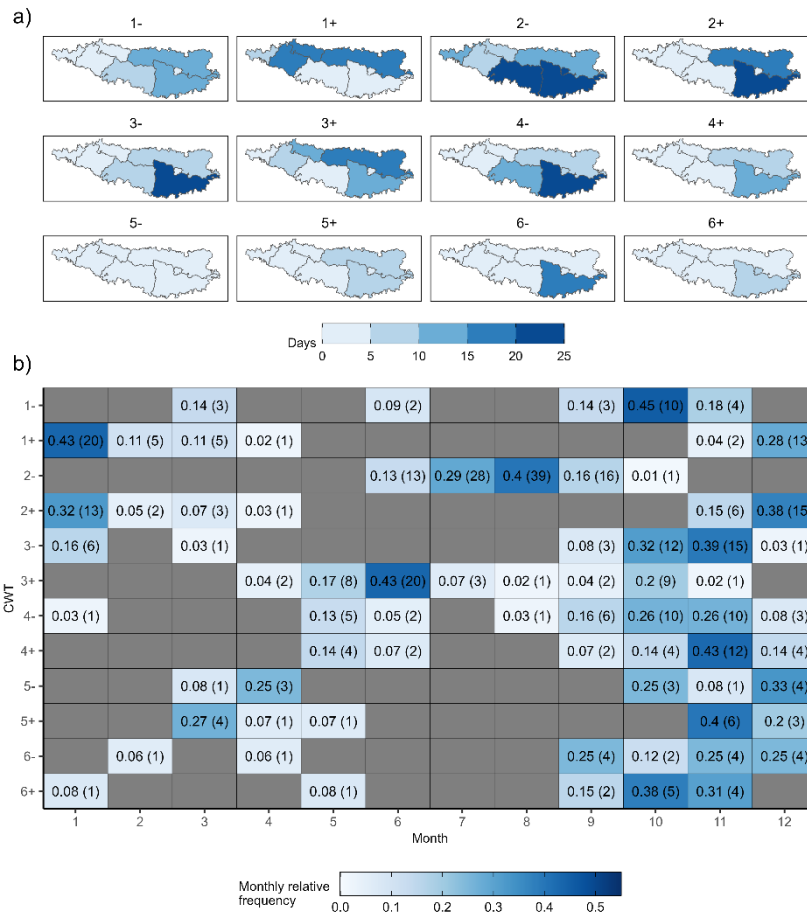 a)
1- 1+ 2- 2+
3- 3+ 4- 4+
5- 5+ 6- 6+
Days
0 5 10 15 20 25
b)
CWT
1- 0.14 (3) 0.09 (2) 0.14 (3) 0.45 (10) 0.18 (4)
1+ 0.43 (20) 0.11 (5) 0.11 (5) 0.02 (1) 0.04 (2) 0.28 (13)
2- 0.13 (13) 0.29 (28) 0.4 (39) 0.16 (16) 0.01 (1)
2+ 0.32 (13) 0.05 (2) 0.07 (3) 0.03 (1) 0.15 (6) 0.38 (15)
3- 0.16 (6) 0.03 (1) 0.08 (3) 0.32 (12) 0.39 (15) 0.03 (1)
3+ 0.04 (2) 0.17 (8) 0.43 (20) 0.07 (3) 0.02 (1) 0.04 (2) 0.2 (9) 0.02 (1)
4- 0.03 (1) 0.13 (5) 0.05 (2) 0.03 (1) 0.16 (6) 0.26 (10) 0.26 (10) 0.08 (3)
4+ 0.14 (4) 0.07 (2) 0.07 (2) 0.14 (4) 0.43 (12) 0.14 (4)
5- 0.08 (1) 0.25 (3) 0.25 (3) 0.08 (1) 0.33 (4)
5+ 0.27 (4) 0.07 (1) 0.07 (1) 0.4 (6) 0.2 (3)
6- 0.06 (1) 0.06 (1) 0.25 (4) 0.12 (2) 0.25 (4) 0.25 (4)
6+ 0.08 (1) 0.08 (1) 0.15 (2) 0.38 (5) 0.31 (4)
1 2 3 4 5 6 7 8 9 10 11 12
Month
Monthly relative
frequency
0.0 0.1 0.2 0.3 0.4 0.5